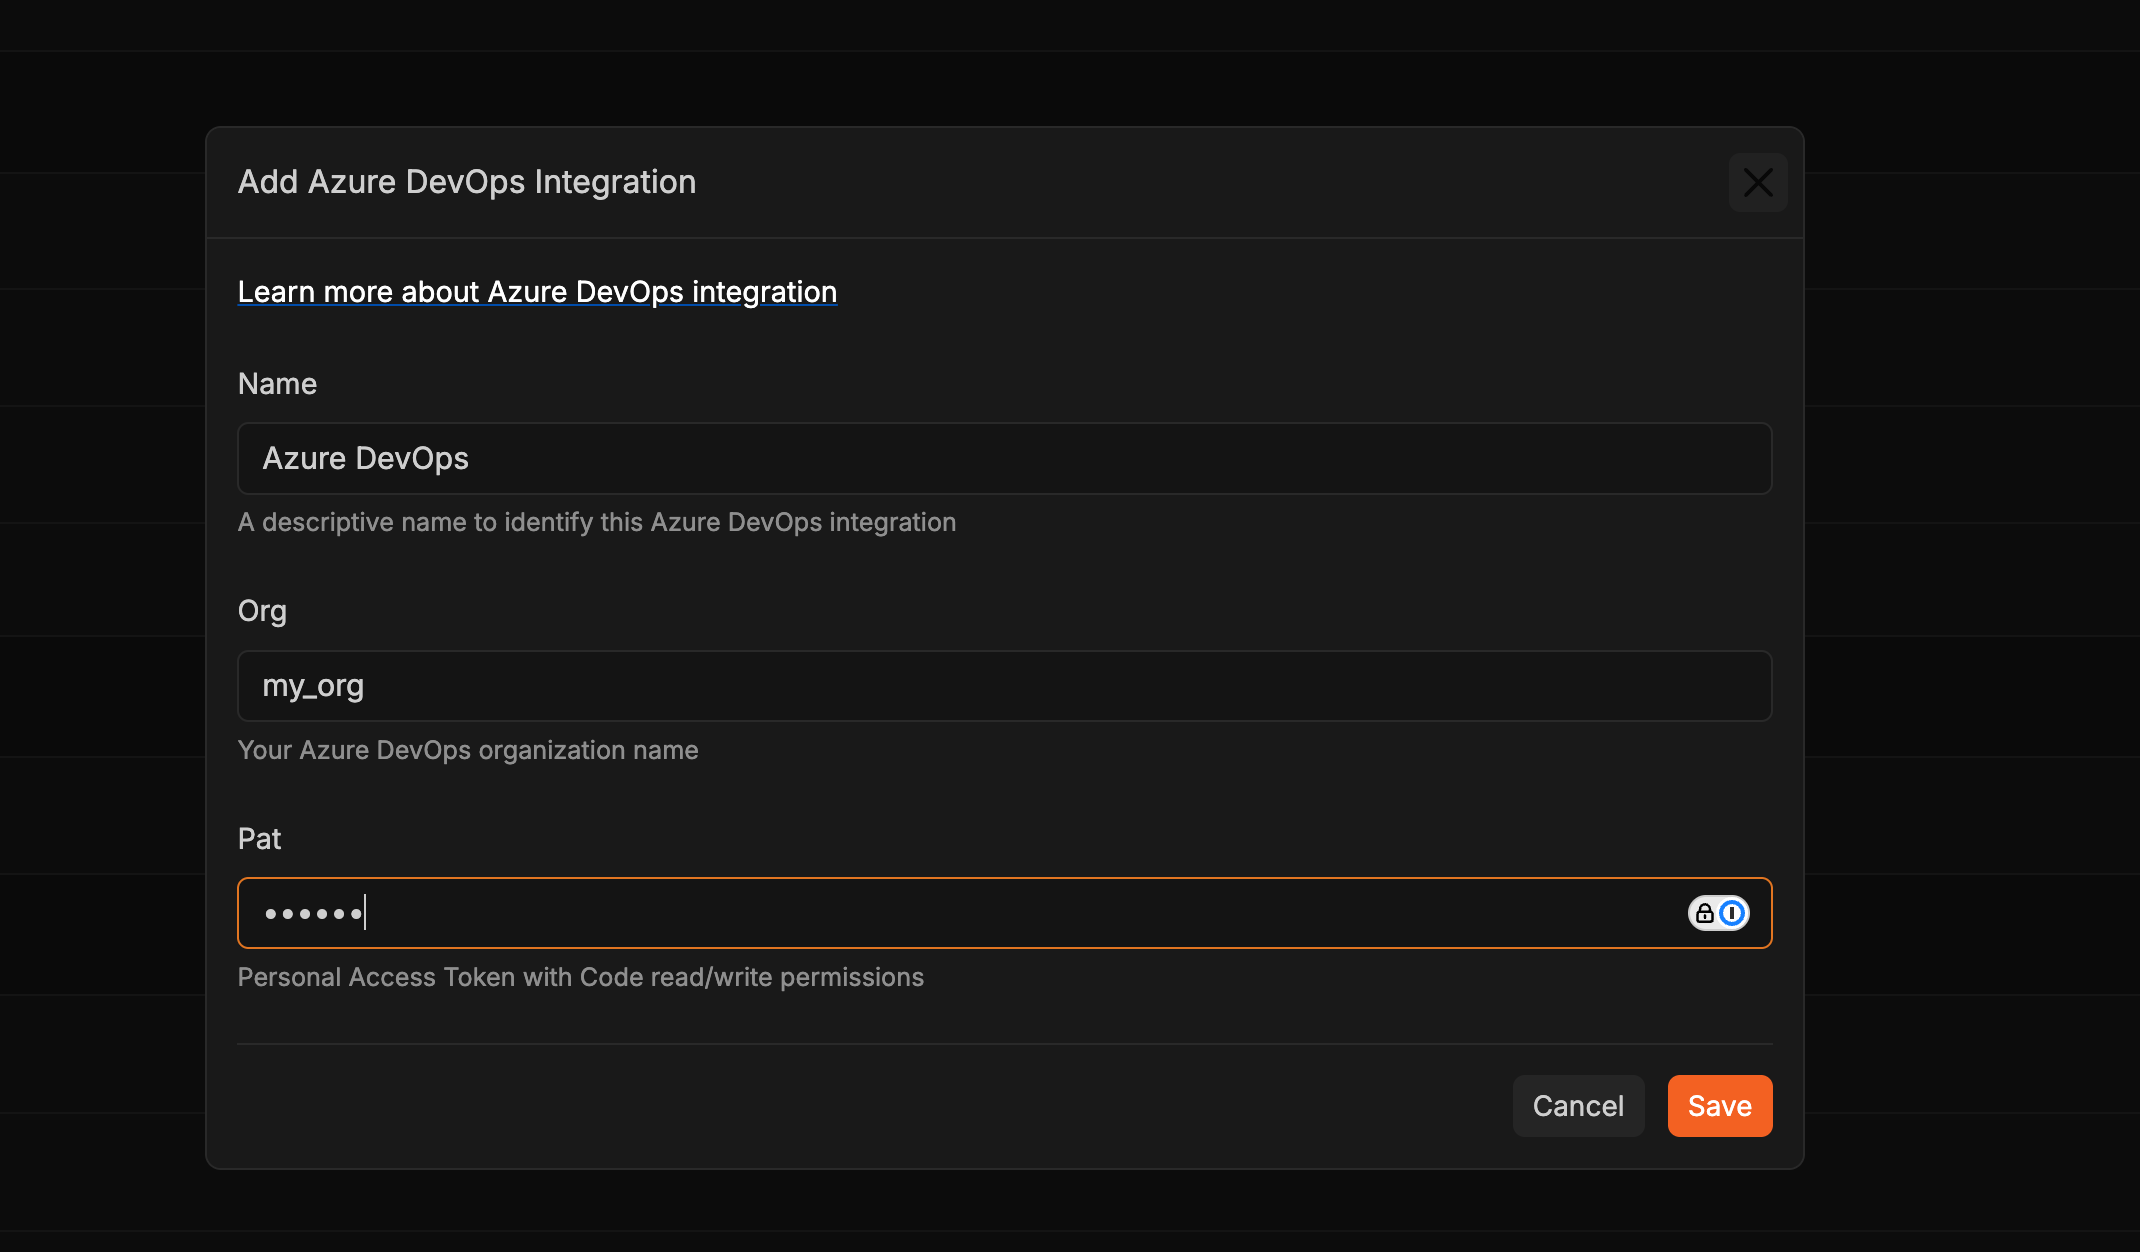 Add Azure DevOps Integration
Learn more about Azure DevOps integration
Name
Azure DevOps
A descriptive name to identify this Azure DevOps integration
Org
my_org
Your Azure DevOps organization name
Pat
••••••
Personal Access Token with Code read/write permissions
Cancel
Save